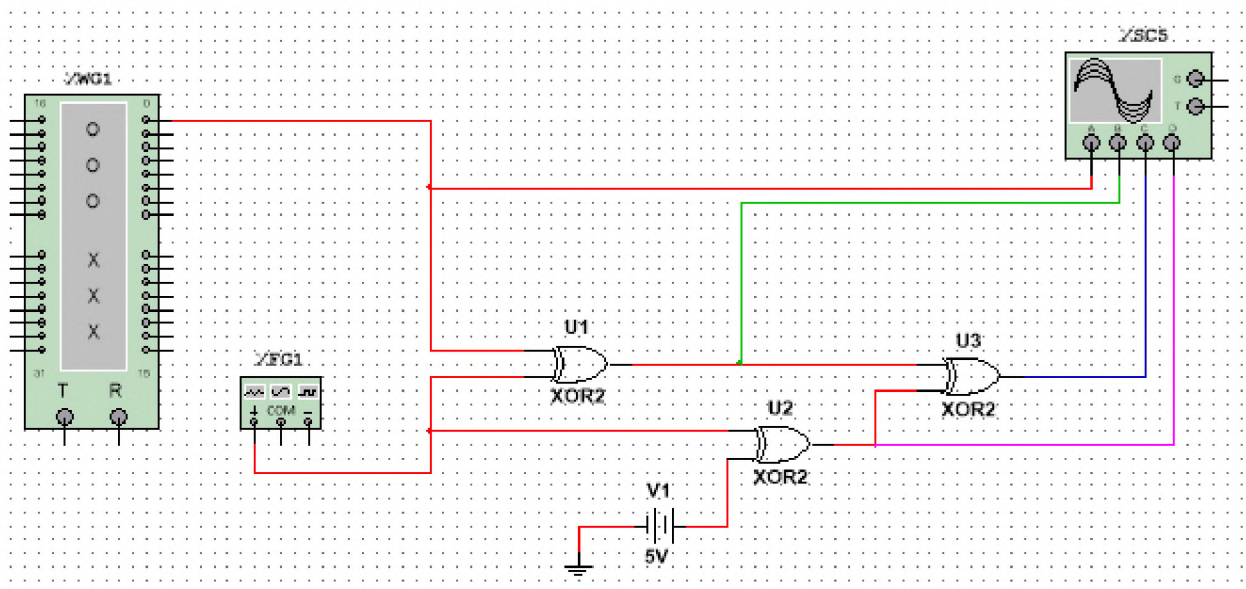 XSC5
G
T
A B C D
XWG1
16 0
O
O
O
X
X
X
31 15
T R
XFG1
COM
U1
XOR2
U2
XOR2
U3
XOR2
V1
5V